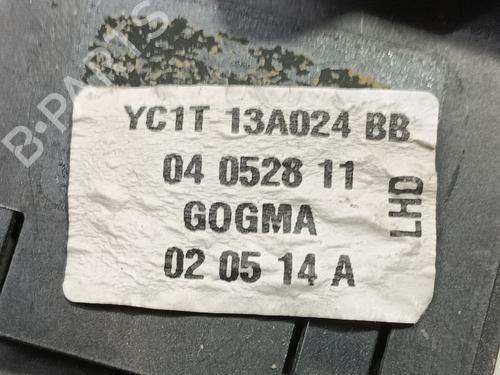 B-PARTS
YC1T 13A024 BB
04 0528 11
GOGMA
02 05 14 A
LHD